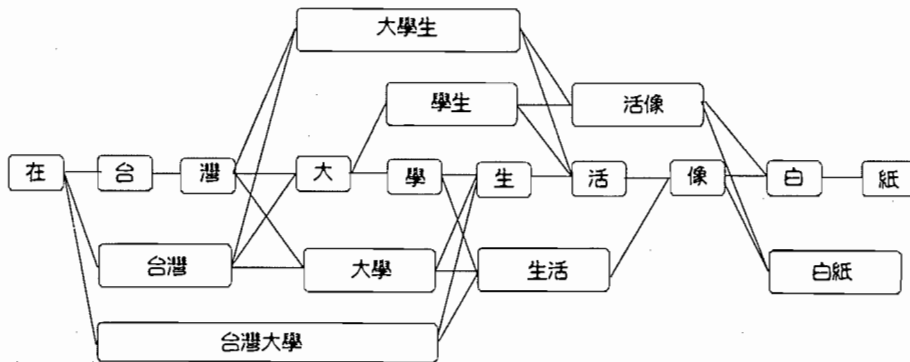 大學生
學生 活像
在 台 灣 大 學 生 活 像 白 紙
台灣 大學 生活 白紙
台灣大學